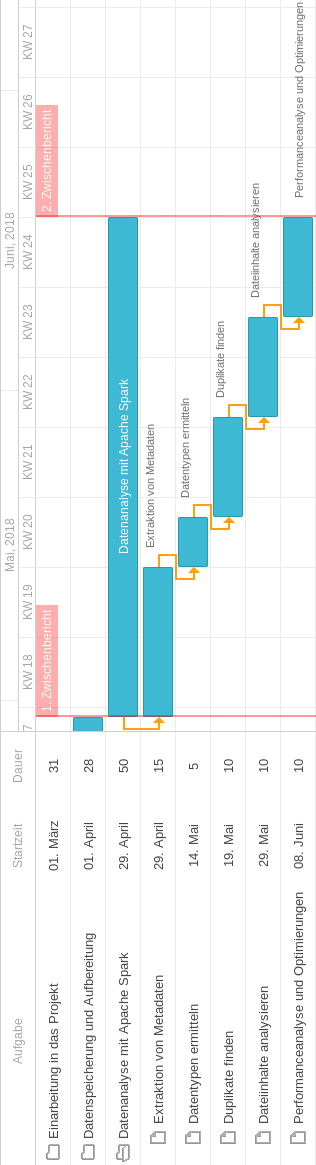 Aufgabe Startzeit Dauer
Mai, 2018 Juni, 2018
7 KW 18 KW 19 KW 20 KW 21 KW 22 KW 23 KW 24 KW 25 KW 26 KW 27
Einarbeitung in das Projekt 01. März 31
1. Zwischenbericht 2. Zwischenbericht
Datenspeicherung und Aufbereitung 01. April 28
Datenanalyse mit Apache Spark 29. April 50
Datenanalyse mit Apache Spark
Extraktion von Metadaten 29. April 15
Extraktion von Metadaten
Datentypen ermitteln 14. Mai 5
Datentypen ermitteln
Duplikate finden 19. Mai 10
Duplikate finden
Dateiinhalte analysieren 29. Mai 10
Dateiinhalte analysieren
Performanceanalyse und Optimierungen 08. Juni 10
Performanceanalyse und Optimierungen